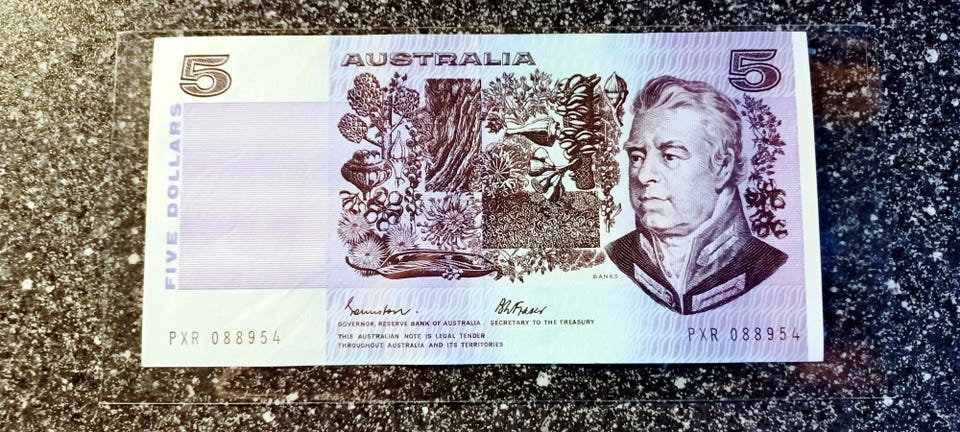 5
AUSTRALIA
5
FIVE DOLLARS
BANKS
B W Fraser
GOVERNOR, RESERVE BANK OF AUSTRALIA. SECRETARY TO THE TREASURY
THIS AUSTRALIAN NOTE IS LEGAL TENDER
THROUGHOUT AUSTRALIA AND ITS TERRITORIES
PXR 088954
PXR 088954